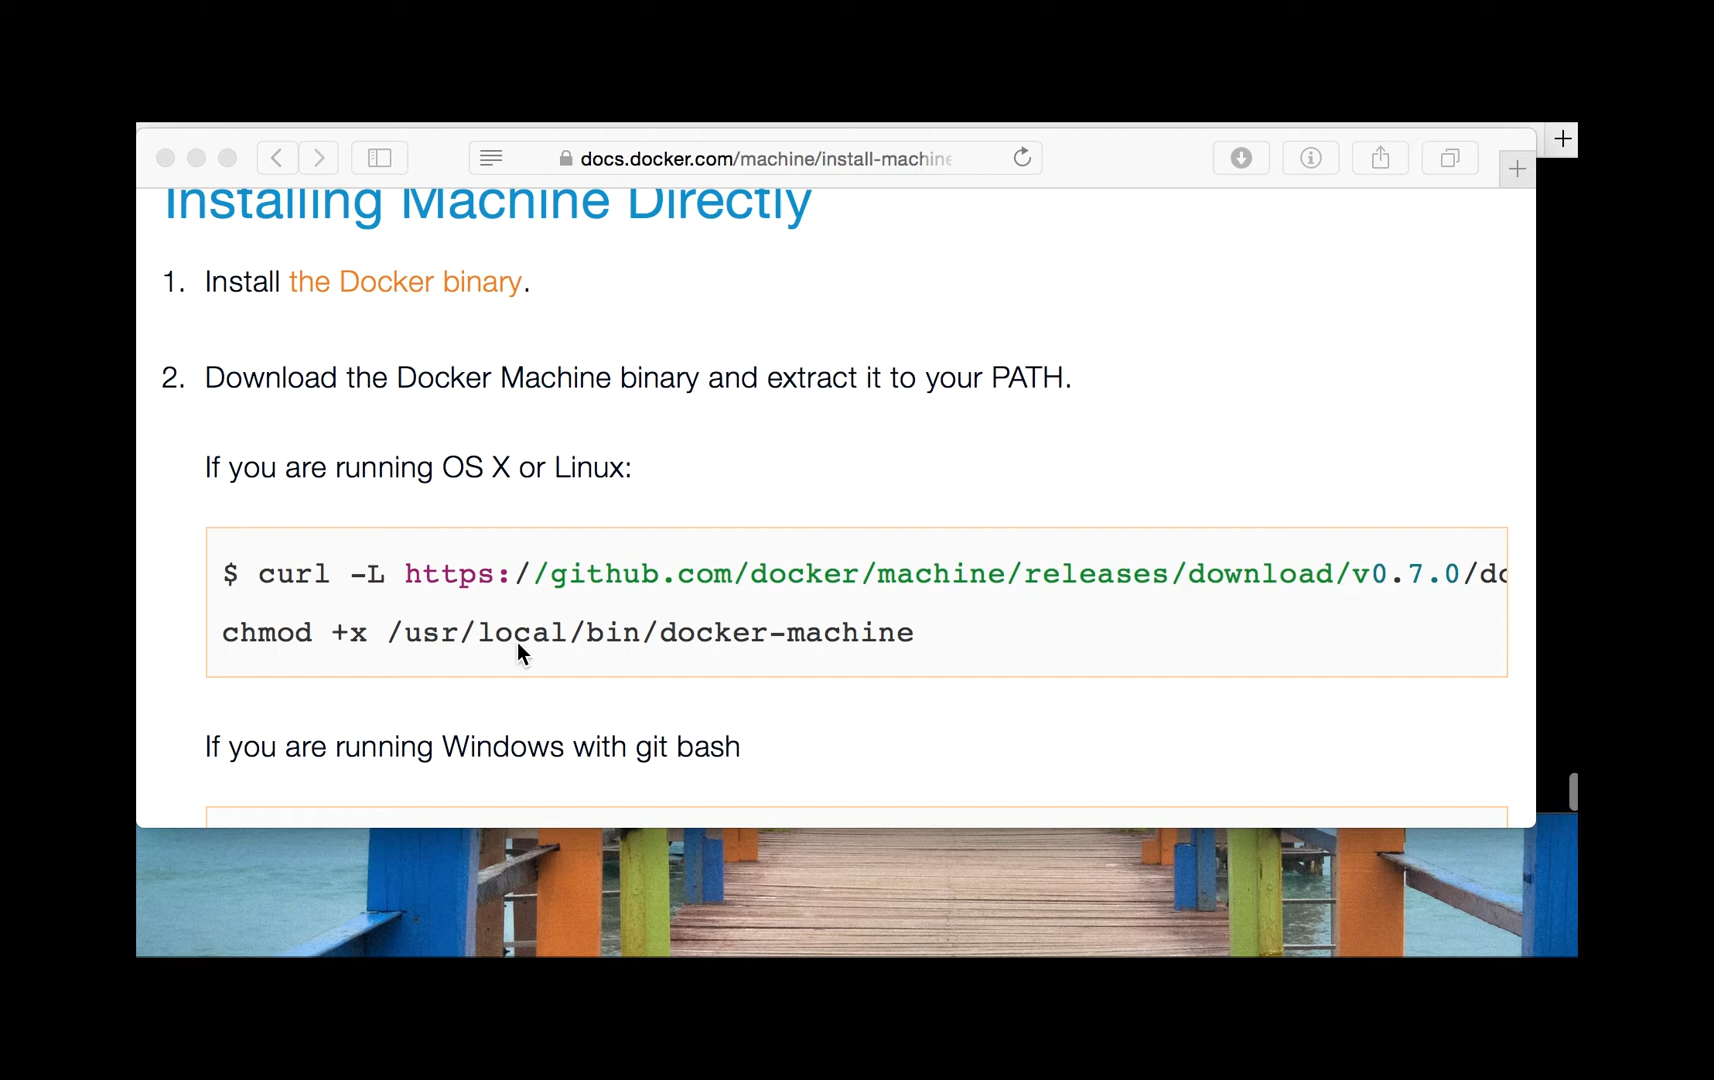 docs.docker.com/machine/install-machine
Installing Machine Directly
1. Install the Docker binary.
2. Download the Docker Machine binary and extract it to your PATH.
If you are running OS X or Linux:
$ curl -L https://github.com/docker/machine/releases/download/v0.7.0/do
chmod +x /usr/local/bin/docker-machine
If you are running Windows with git bash